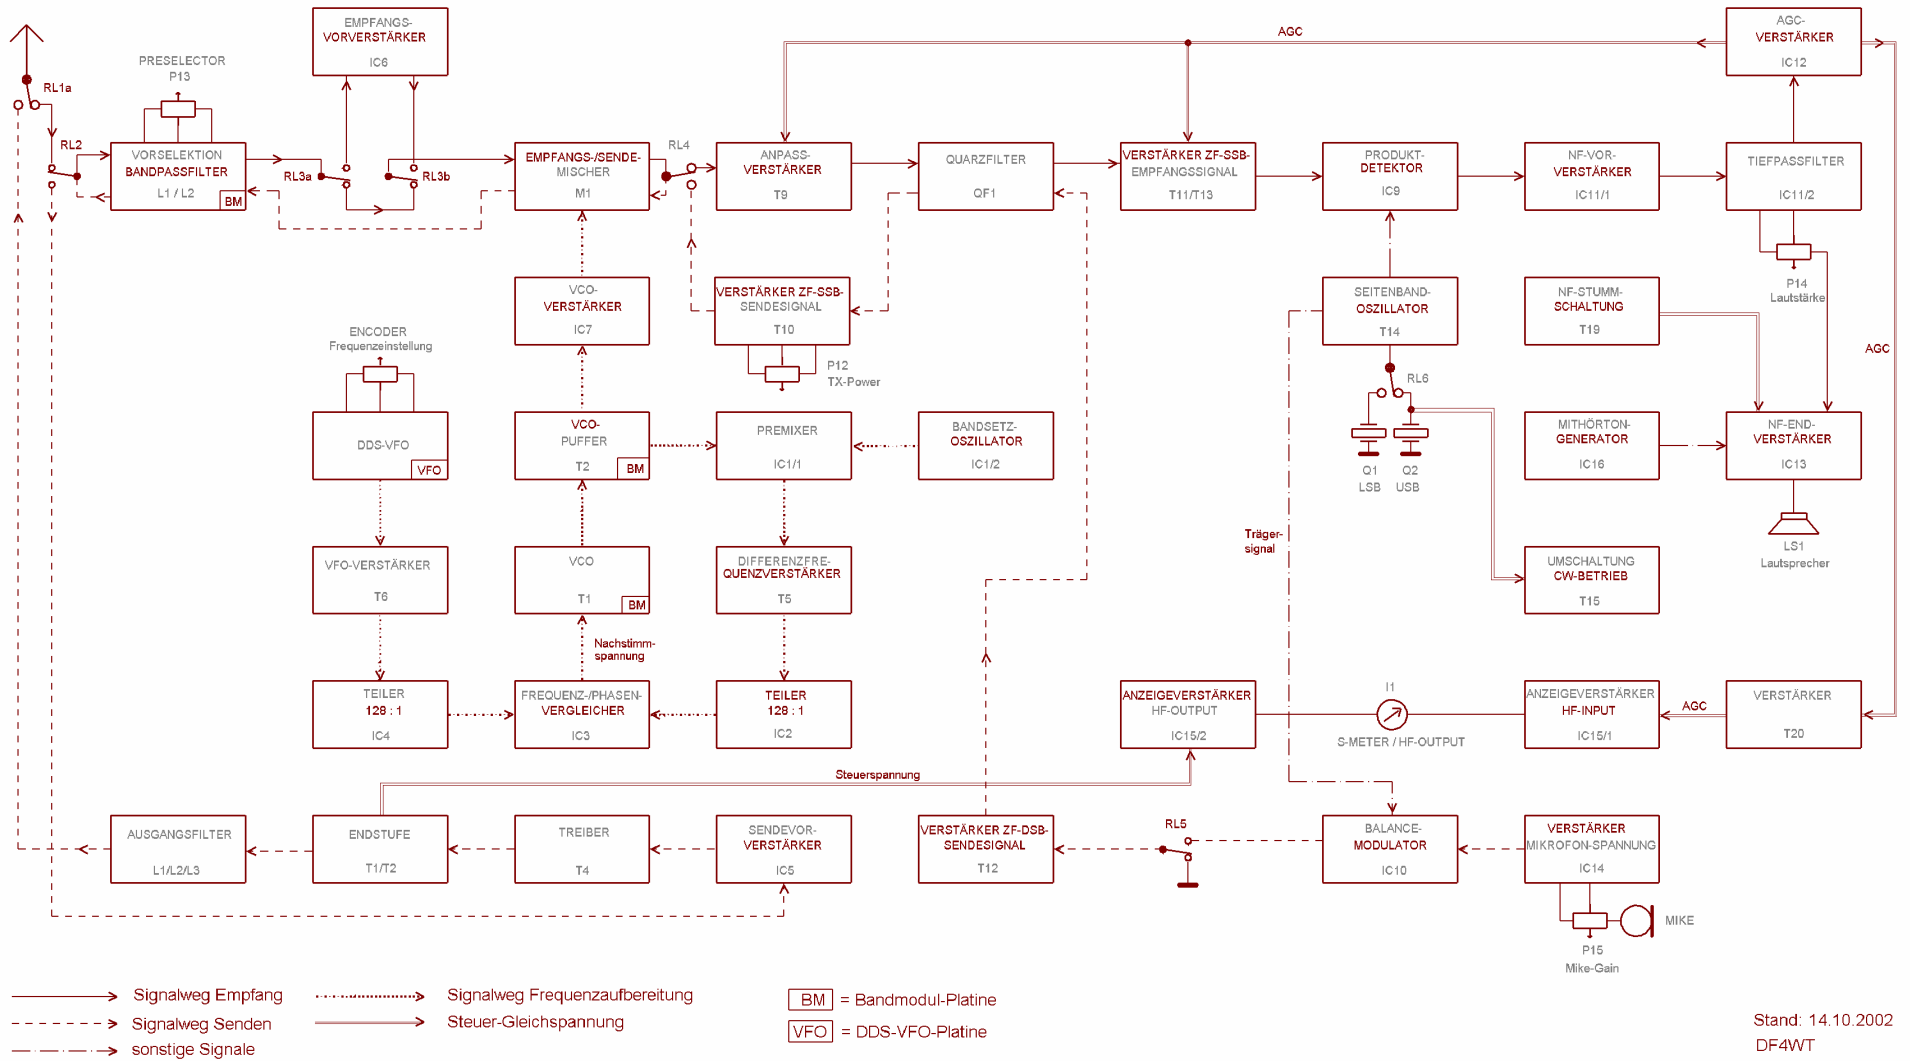 EMPFANGS-
VORVERSTÄRKER
IC6
AGC
AGC-
VERSTÄRKER
IC12
PRESELECTOR
P13
RL1a
RL2
VORSELEKTION
BANDPASSFILTER
L1 / L2
BM
RL3a
RL3b
EMPFANGS-/SENDE-
MISCHER
M1
RL4
ANPASS-
VERSTÄRKER
T9
QUARZFILTER
QF1
VERSTÄRKER ZF-SSB-
EMPFANGSSIGNAL
T11/T13
PRODUKT-
DETEKTOR
IC9
NF-VOR-
VERSTÄRKER
IC11/1
TIEFPASSFILTER
IC11/2
VCO-
VERSTÄRKER
IC7
VERSTÄRKER ZF-SSB-
SENDESIGNAL
T10
SEITENBAND-
OSZILLATOR
T14
NF-STUMM-
SCHALTUNG
T19
P14
Lautstärke
ENCODER
Frequenzeinstellung
P12
TX-Power
RL6
AGC
DDS-VFO
VFO
VCO-
PUFFER
T2
BM
PREMIXER
IC1/1
BANDSETZ-
OSZILLATOR
IC1/2
Q1
LSB
Q2
USB
MITHÖRTON-
GENERATOR
IC16
NF-END-
VERSTÄRKER
IC13
LS1
Lautsprecher
Träger-
signal
VFO-VERSTÄRKER
T6
VCO
T1
BM
DIFFERENZFRE-
QUENZVERSTÄRKER
T5
UMSCHALTUNG
CW-BETRIEB
T15
Nachstimm-
spannung
TEILER
128 : 1
IC4
FREQUENZ-/PHASEN-
VERGLEICHER
IC3
TEILER
128 : 1
IC2
ANZEIGEVERSTÄRKER
HF-OUTPUT
IC15/2
I1
S-METER / HF-OUTPUT
ANZEIGEVERSTÄRKER
HF-INPUT
IC15/1
AGC
VERSTÄRKER
T20
Steuerspannung
AUSGANGSFILTER
L1/L2/L3
ENDSTUFE
T1/T2
TREIBER
T4
SENDEVOR-
VERSTÄRKER
IC5
VERSTÄRKER ZF-DSB-
SENDESIGNAL
T12
RL5
BALANCE-
MODULATOR
IC10
VERSTÄRKER
MIKROFON-SPANNUNG
IC14
MIKE
P15
Mike-Gain
Signalweg Empfang
Signalweg Senden
sonstige Signale
Signalweg Frequenzaufbereitung
Steuer-Gleichspannung
BM = Bandmodul-Platine
VFO = DDS-VFO-Platine
Stand: 14.10.2002
DF4WT